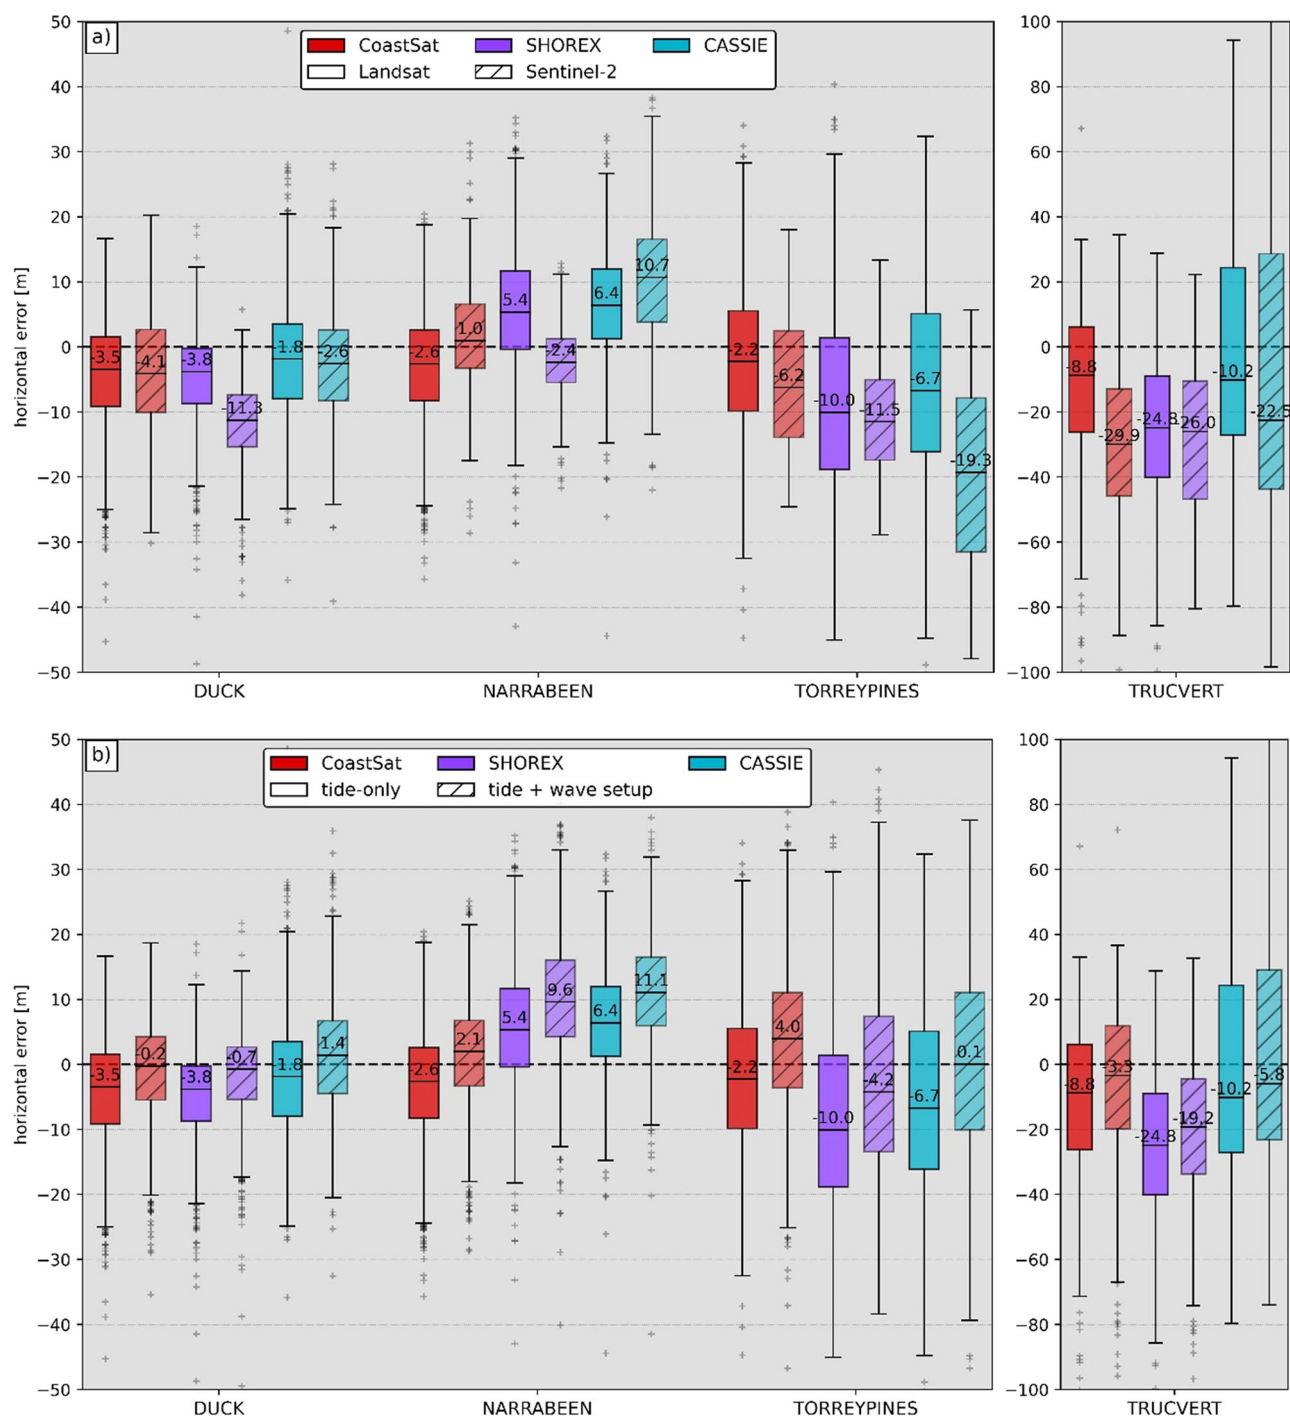 a)
CoastSat SHOREX CASSIE
Landsat Sentinel-2
horizontal error [m]
50
40
30
20
10
0
−10
−20
−30
−40
−50
-3.5 -4.1 -3.8 -11.3 -1.8 -2.6
-2.6 1.0 5.4 -2.4 6.4 10.7
-2.2 -6.2 -10.0 -11.5 -6.7 -19.3
DUCK NARRABEEN TORREYPINES
100
80
60
40
20
0
−20
−40
−60
−80
−100
-8.8 -29.9 -24.8 -26.0 -10.2 -22.5
TRUCVERT
b)
CoastSat SHOREX CASSIE
tide-only tide + wave setup
horizontal error [m]
50
40
30
20
10
0
−10
−20
−30
−40
−50
-3.5 -0.2 -3.8 -0.7 -1.8 1.4
-2.6 2.1 5.4 9.6 6.4 11.1
-2.2 4.0 -10.0 -4.2 -6.7 0.1
DUCK NARRABEEN TORREYPINES
100
80
60
40
20
0
−20
−40
−60
−80
−100
-8.8 -3.3 -24.8 -19.2 -10.2 -5.8
TRUCVERT